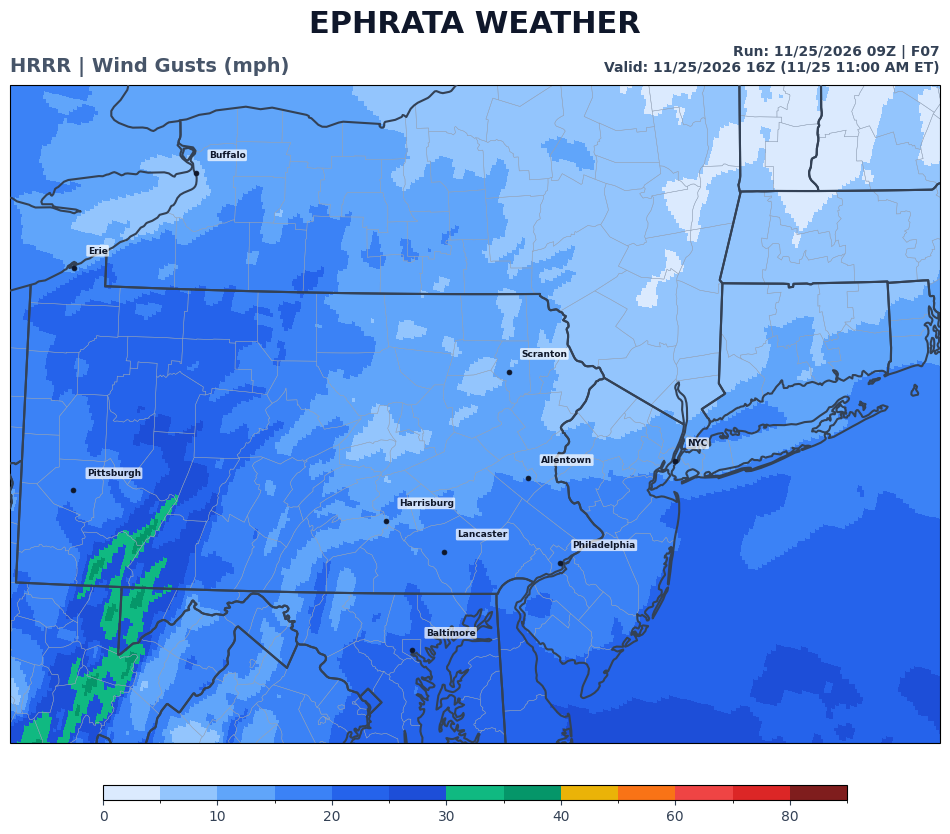 EPHRATA WEATHER
HRRR | Wind Gusts (mph)
Run: 11/25/2026 09Z | F07
Valid: 11/25/2026 16Z (11/25 11:00 AM ET)
Buffalo
Erie
Scranton
NYC
Allentown
Pittsburgh
Harrisburg
Lancaster
Philadelphia
Baltimore
0 10 20 30 40 50 60 70 80